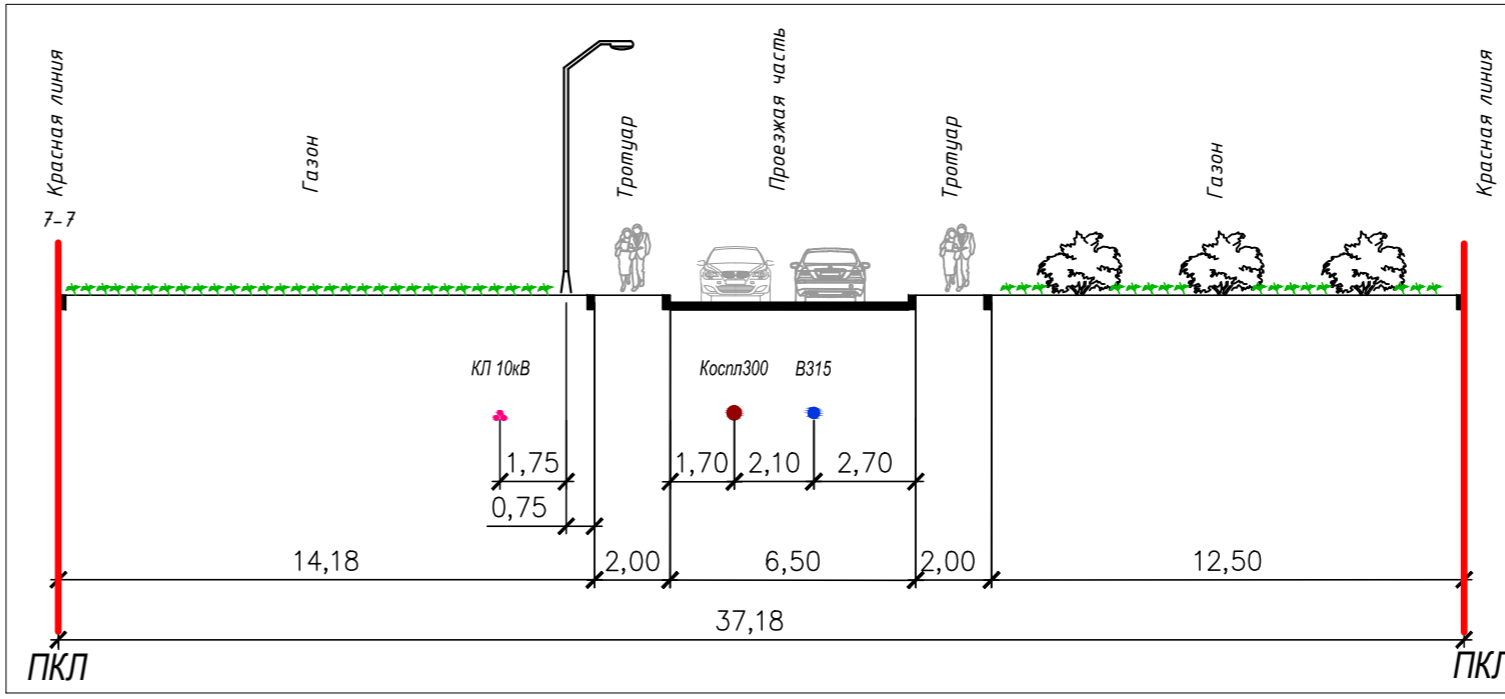 Красная линия
Газон
Тротуар
Проезжая часть
Тротуар
Газон
Красная линия
7-7
КЛ 10кВ
Коспл300
В315
1,75
1,70
2,10
2,70
0,75
14,18
2,00
6,50
2,00
12,50
37,18
ПКЛ
ПКЛ